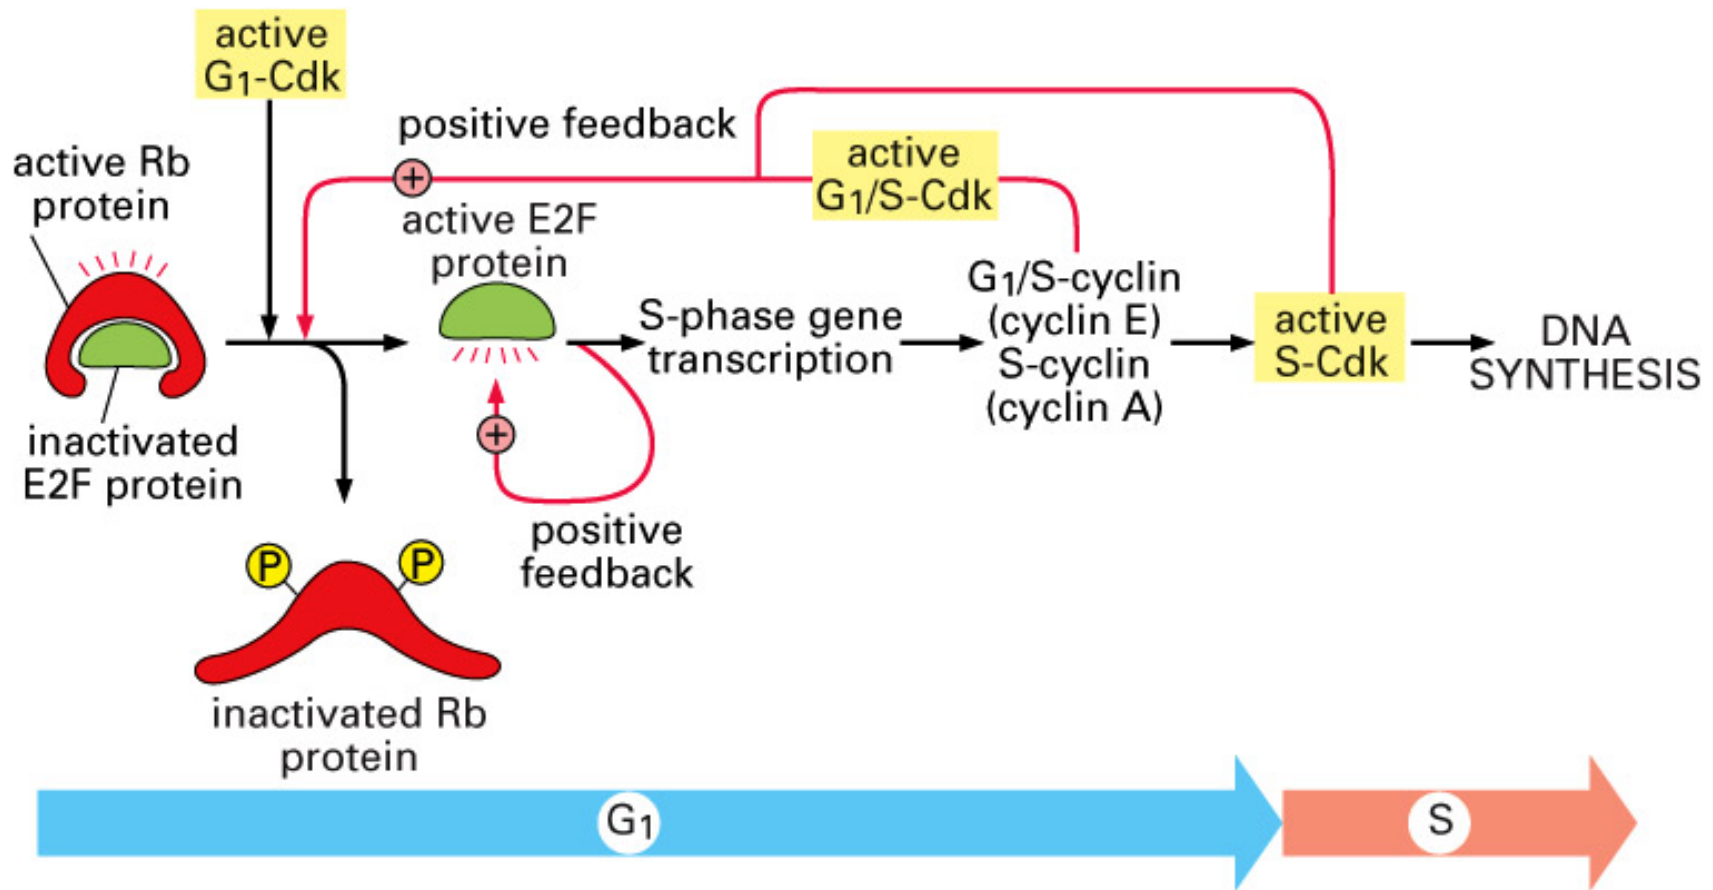 active
G1-Cdk
positive feedback
active Rb
protein
active
G1/S-Cdk
+
active E2F
protein
G1/S-cyclin
(cyclin E)
S-cyclin
(cyclin A)
S-phase gene
transcription
active
S-Cdk
DNA
SYNTHESIS
inactivated
E2F protein
+
positive
feedback
P
P
inactivated Rb
protein
G1
S